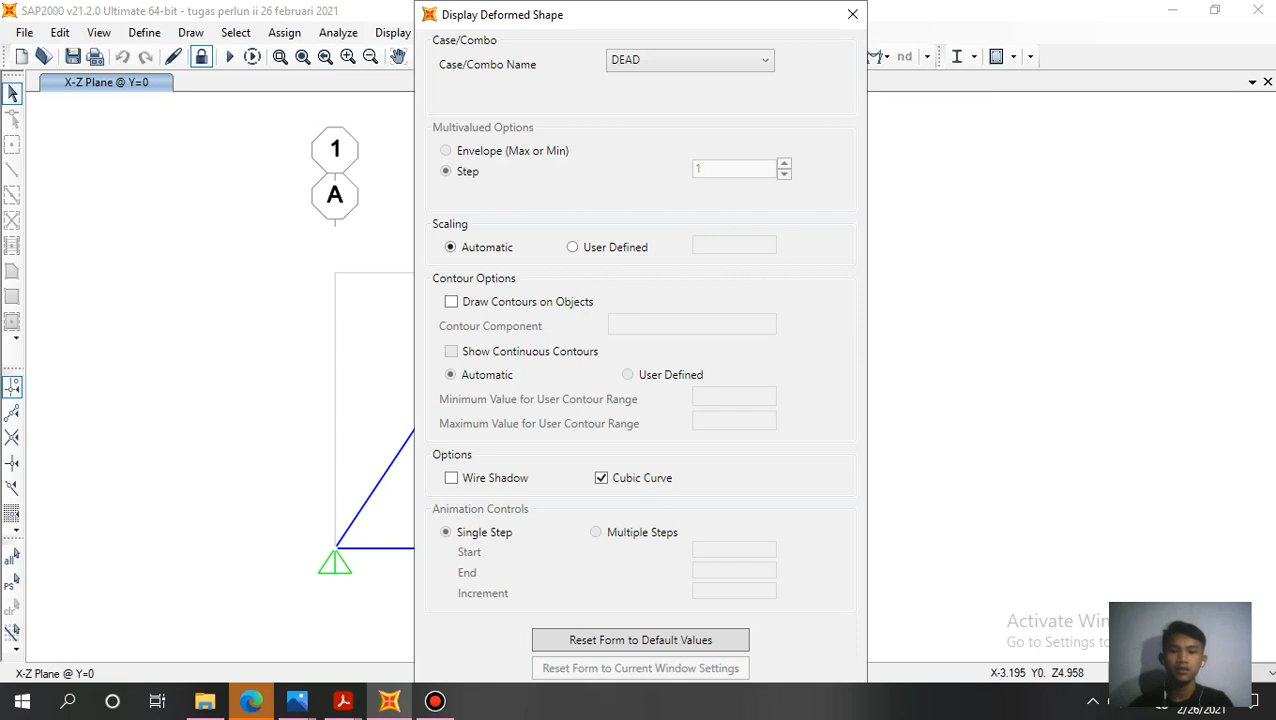 SAP2000 v21.2.0 Ultimate 64-bit - tugas perlun ii 26 februari 2021
File Edit View Define Draw Select Assign Analyze Display
X-Z Plane @ Y=0
1
A
all
PS
clr
nd
Display Deformed Shape
Case/Combo
Case/Combo Name DEAD
Multivalued Options
Envelope (Max or Min)
Step 1
Scaling
Automatic User Defined
Contour Options
Draw Contours on Objects
Contour Component
Show Continuous Contours
Automatic User Defined
Minimum Value for User Contour Range
Maximum Value for User Contour Range
Options
Wire Shadow Cubic Curve
Animation Controls
Single Step Multiple Steps
Start
End
Increment
Reset Form to Default Values
Reset Form to Current Window Settings
Activate Win
Go to Settings to
X-Z Plane @ Y=0
X-3.195 Y0. Z4.958
2/26/2021